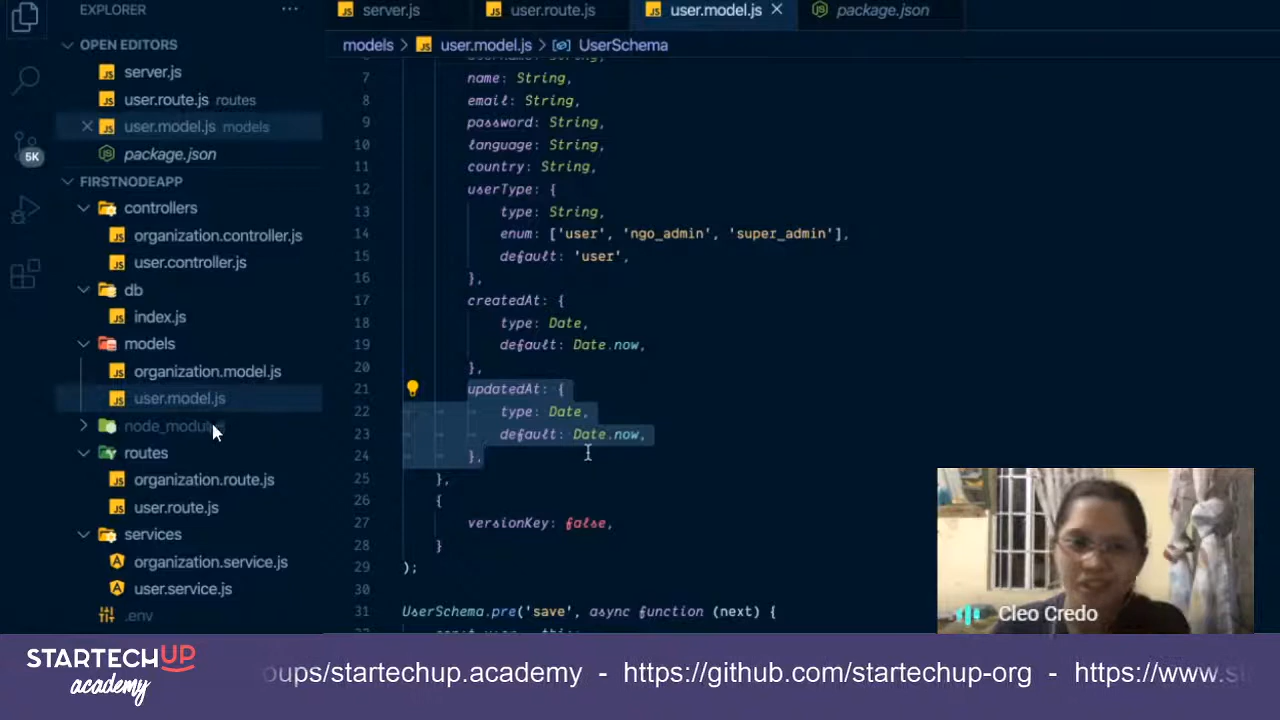 EXPLORER
...
OPEN EDITORS
server.js
user.route.js routes
user.model.js models
package.json
5K
FIRSTNODEAPP
controllers
organization.controller.js
user.controller.js
db
index.js
models
organization.model.js
user.model.js
routes
organization.route.js
user.route.js
services
organization.service.js
user.service.js
.env
server.js
user.route.js
user.model.js
package.json
models > user.model.js > UserSchema
7 name: String,
8 email: String,
9 password: String,
10 language: String,
11 country: String,
12 userType: {
13 type: String,
14 enum: ['user', 'ngo_admin', 'super_admin'],
15 default: 'user',
16 },
17 createdAt: {
18 type: Date,
19 default: Date.now,
20 },
21 updatedAt: {
22 type: Date,
23 default: Date.now,
24 },
25 },
26 {
27 versionKey: false,
28 }
29 );
30
31 UserSchema.pre('save', async function (next) {
Cleo Credo
STARTECHUP
academy
oups/startechup.academy - https://github.com/startechup-org - https://www.s